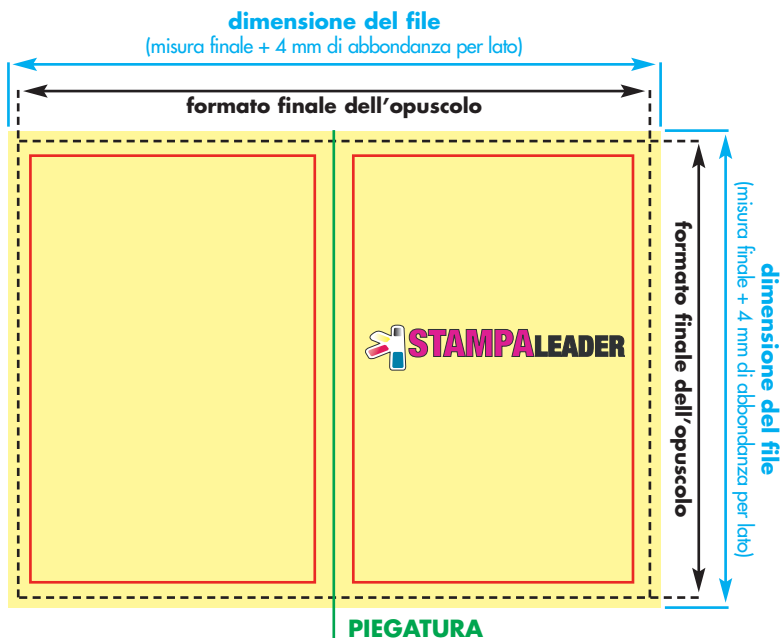 dimensione del file
(misura finale + 4 mm di abbondanza per lato)
formato finale dell'opuscolo
STAMPALEADER
formato finale dell'opuscolo
dimensione del file
(misura finale + 4 mm di abbondanza per lato)
PIEGATURA